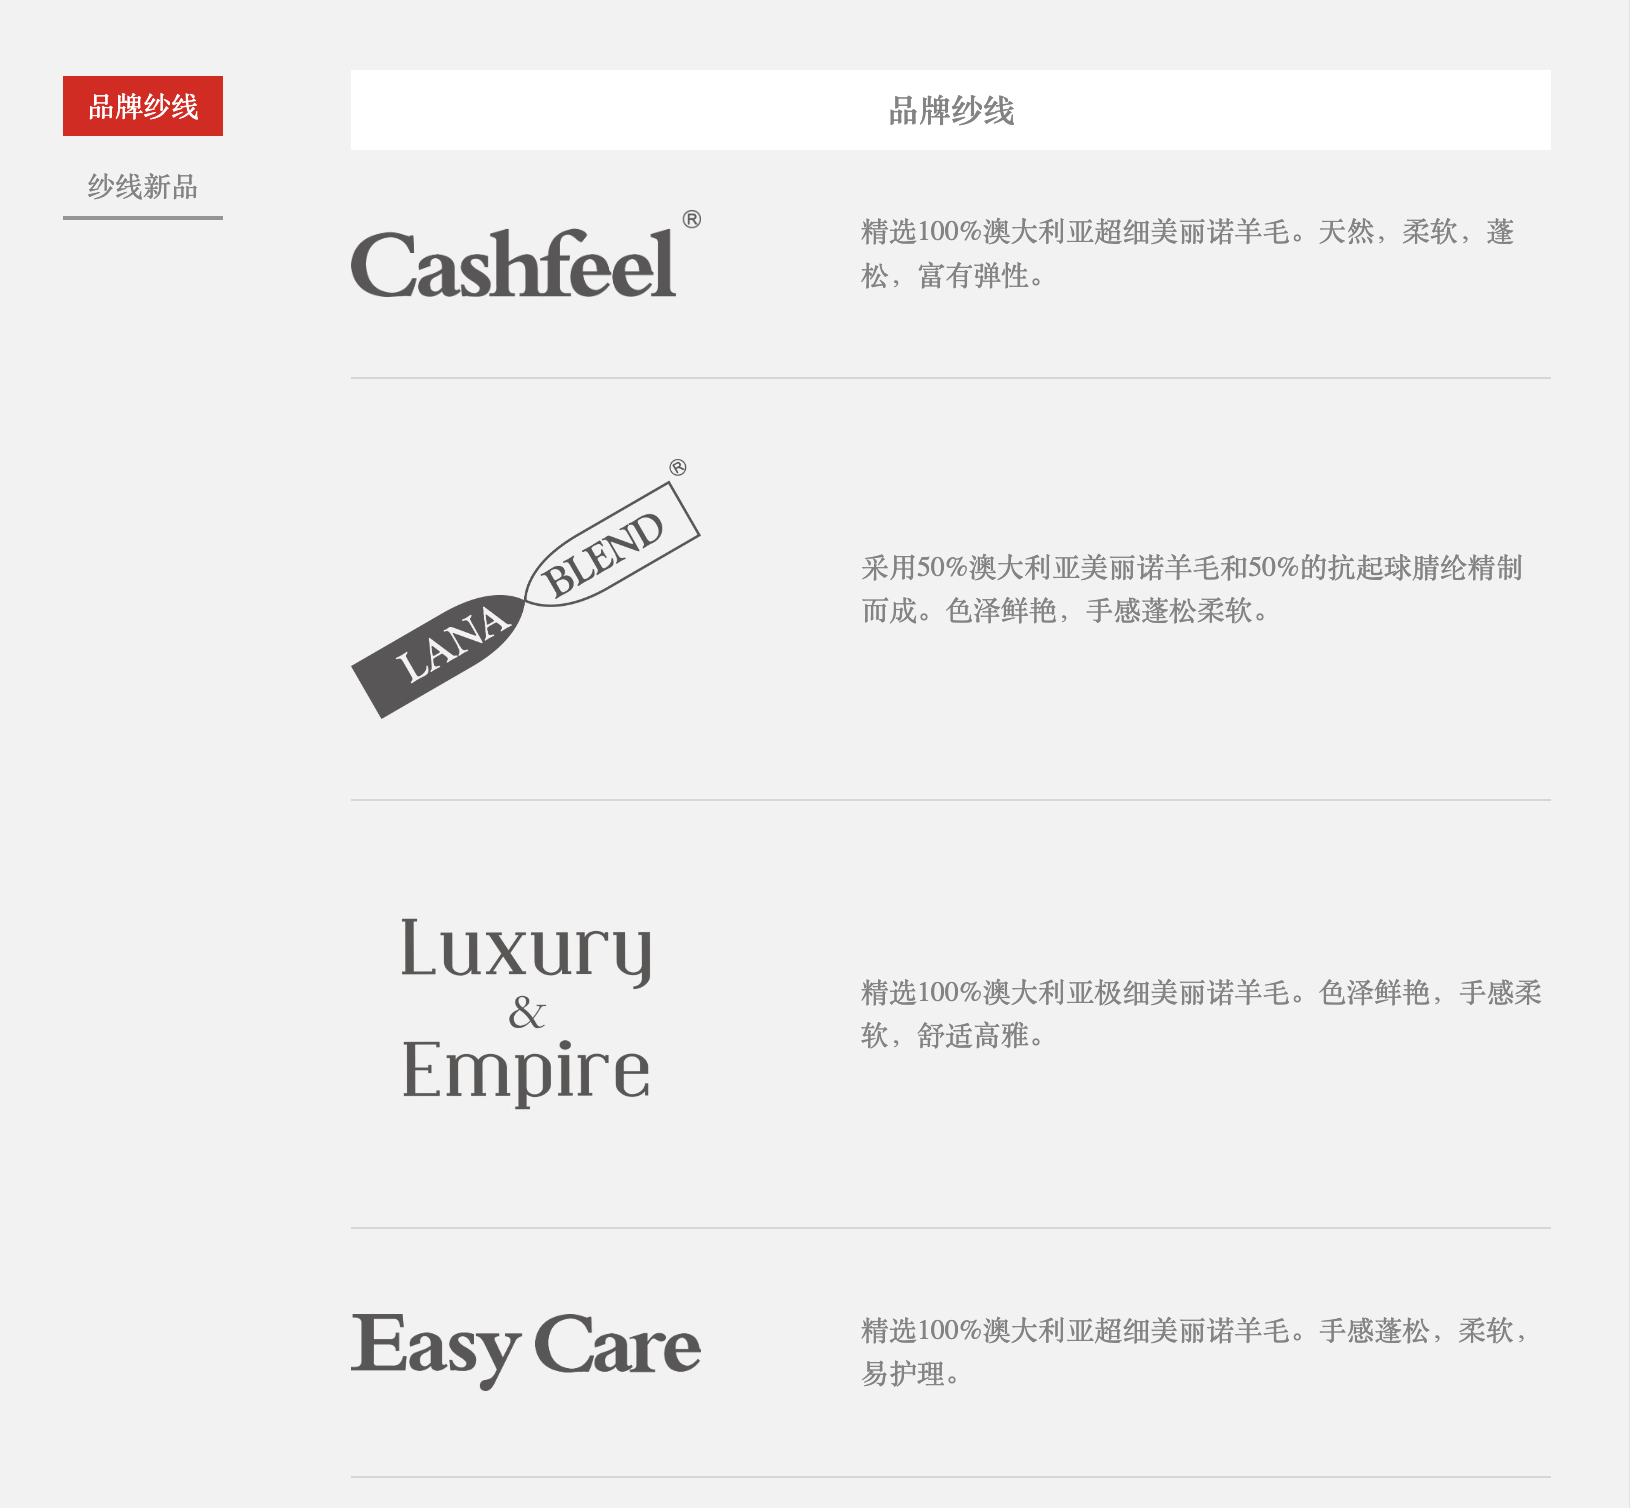 品牌纱线
纱线新品
品牌纱线
Cashfeel®
精选100%澳大利亚超细美丽诺羊毛。天然，柔软，蓬
松，富有弹性。
LANA BLEND®
采用50%澳大利亚美丽诺羊毛和50%的抗起球腈纶精制
而成。色泽鲜艳，手感蓬松柔软。
Luxury
&
Empire
精选100%澳大利亚极细美丽诺羊毛。色泽鲜艳，手感柔
软，舒适高雅。
Easy Care
精选100%澳大利亚超细美丽诺羊毛。手感蓬松，柔软，
易护理。